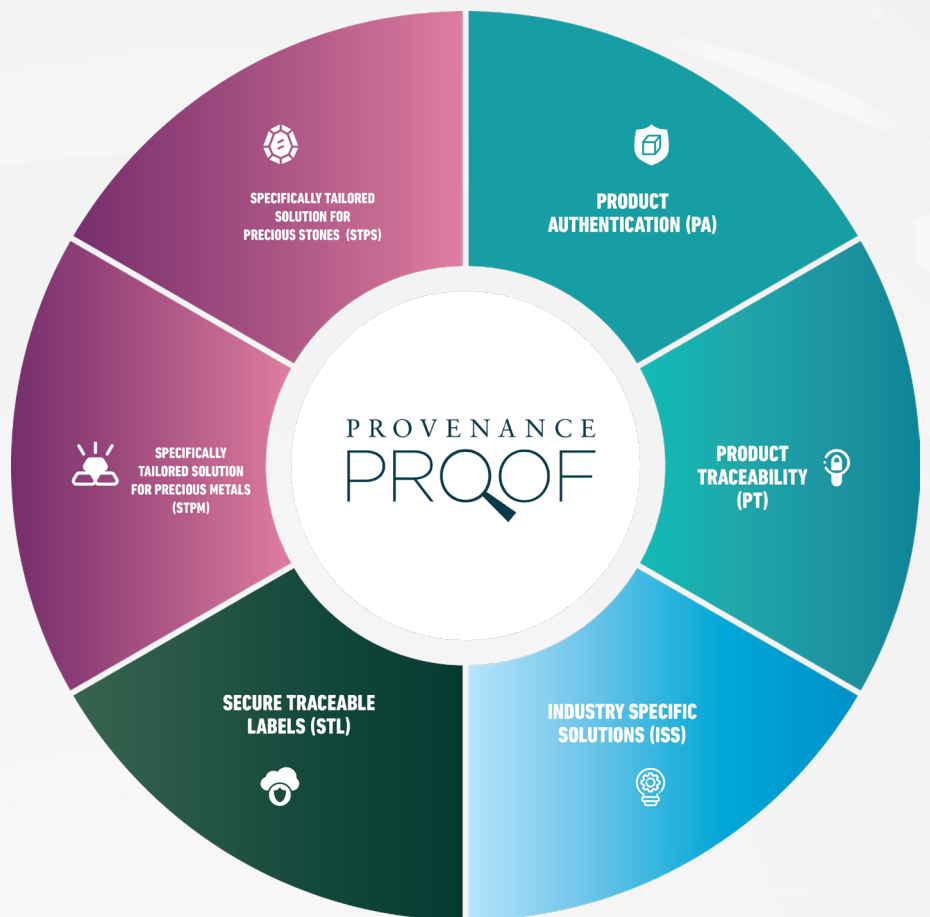 SPECIFICALLY TAILORED
SOLUTION FOR
PRECIOUS STONES (STPS)
PRODUCT
AUTHENTICATION (PA)
SPECIFICALLY
TAILORED SOLUTION
FOR PRECIOUS METALS
(STPM)
PROVENANCE
PROOF
PRODUCT
TRACEABILITY
(PT)
SECURE TRACEABLE
LABELS (STL)
INDUSTRY SPECIFIC
SOLUTIONS (ISS)